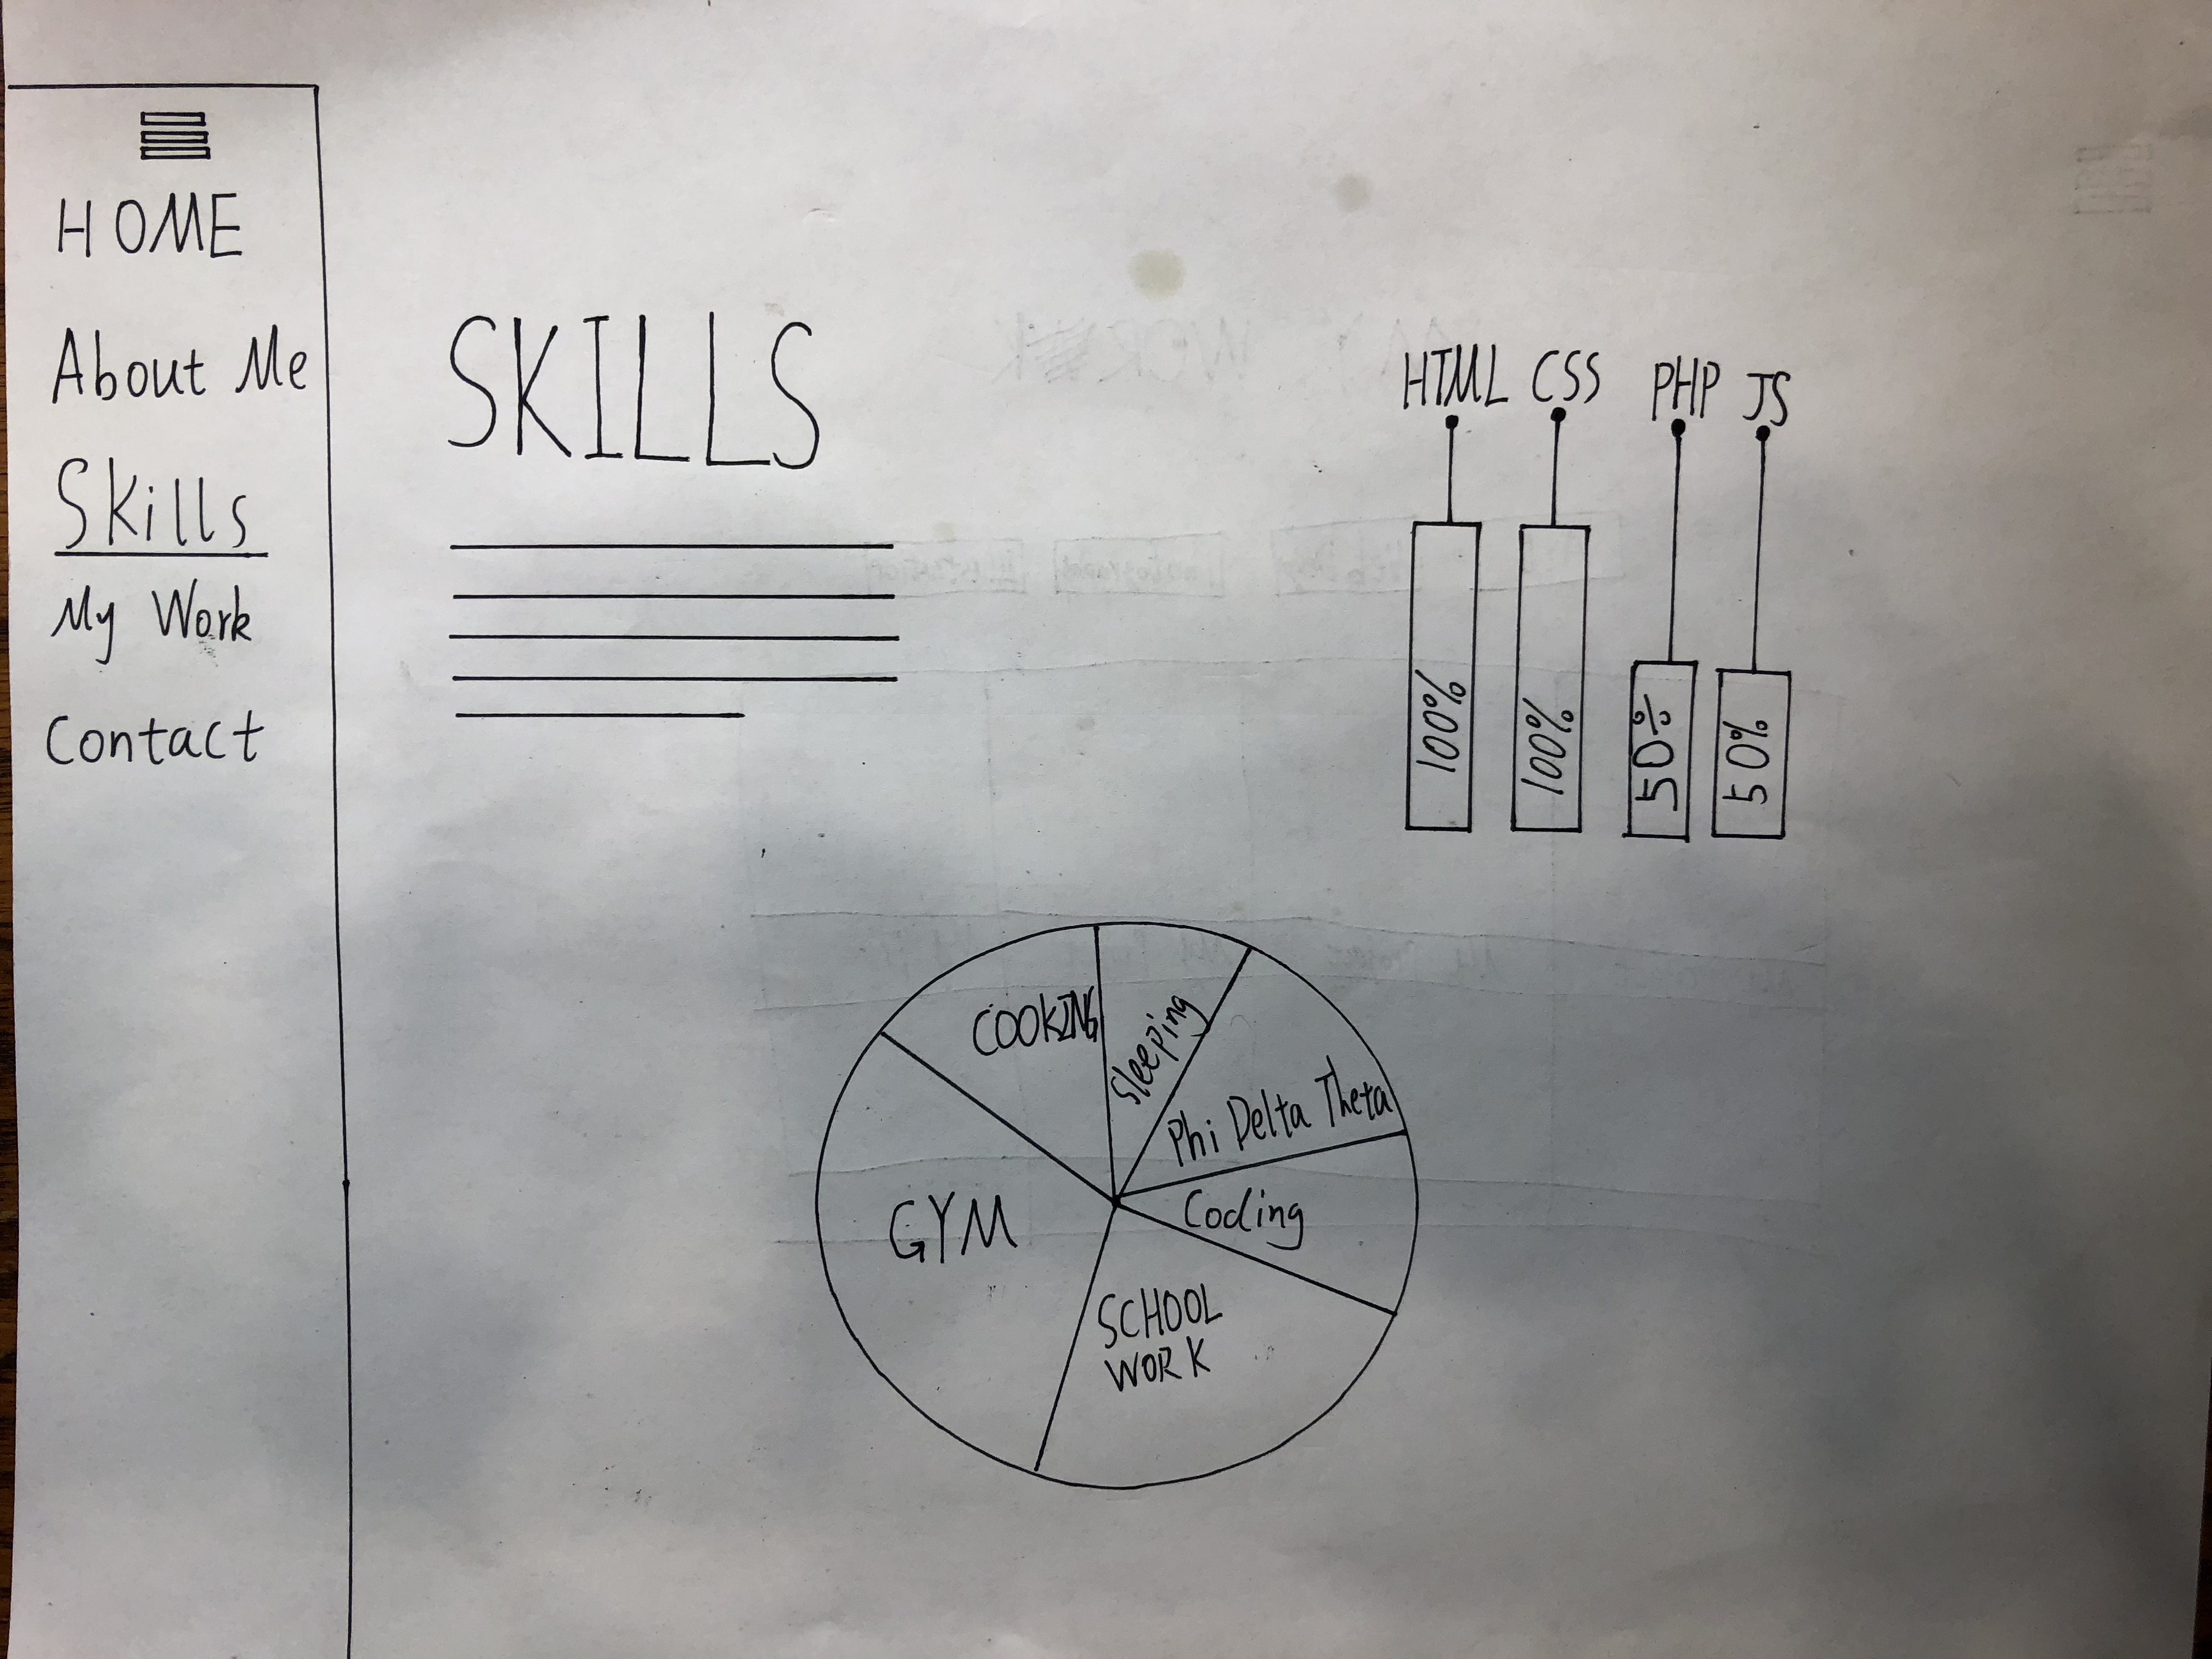 HOME
About Me
Skills
My Work
Contact
SKILLS
HTML CSS PHP JS
100% 100% 50% 50%
COOKING
Sleeping
Phi Delta Theta
Coding
SCHOOL
WORK
GYM